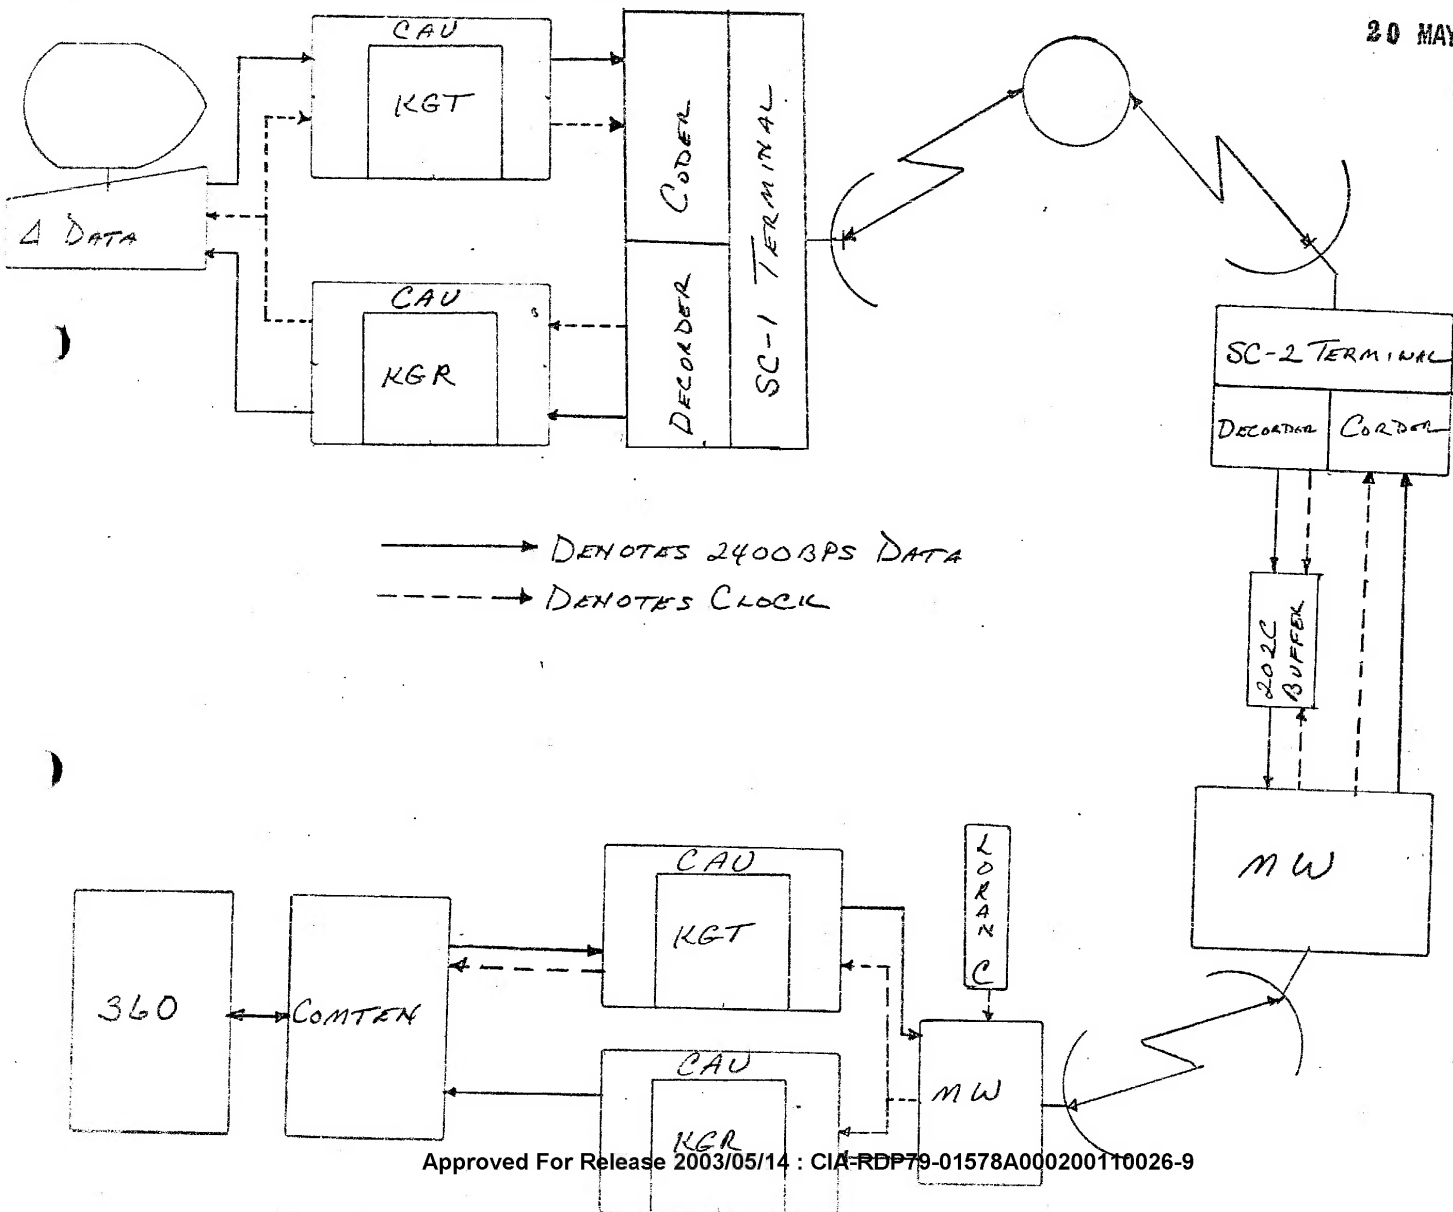 20 MAY
CAU
KGT
Δ DATA
CODER
DECORDER
SC-1 TERMINAL
CAU
KGR
SC-2 TERMINAL
DECORDER
CORDER
DENOTES 2400BPS DATA
DENOTES CLOCK
202C
BUFFER
MW
LORAN C
CAU
KGT
360
COMTEN
MW
CAU
KGR
Approved For Release 2003/05/14 : CIA-RDP79-01578A000200110026-9